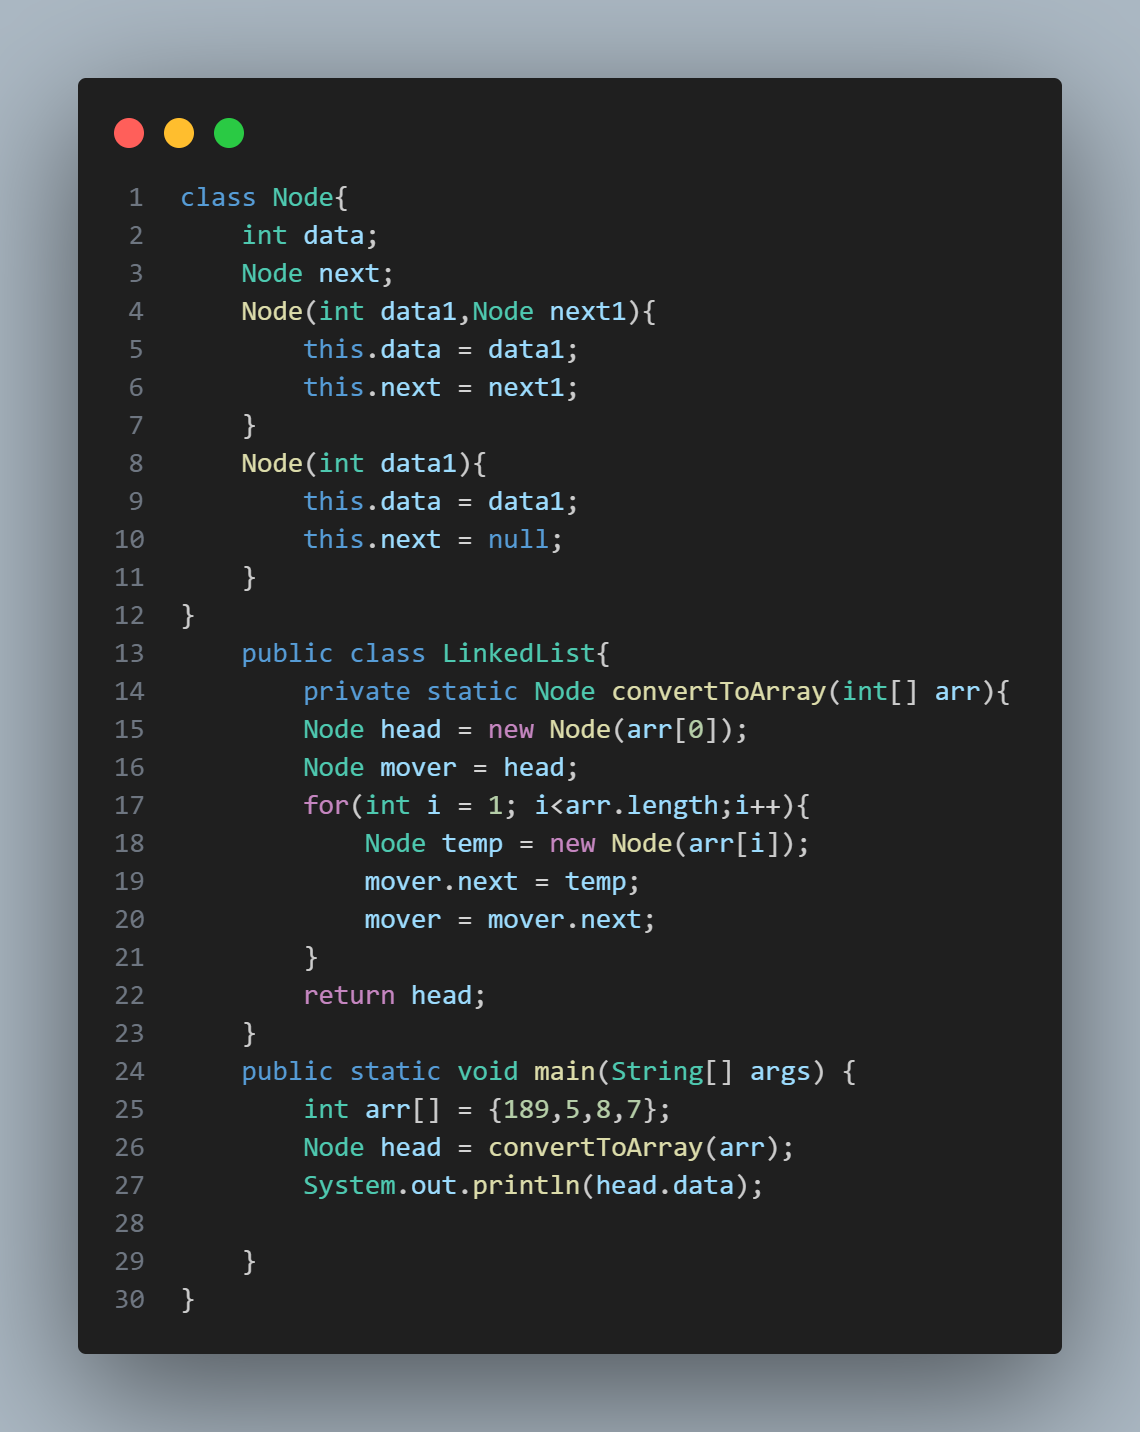 1 class Node{
2     int data;
3     Node next;
4     Node(int data1,Node next1){
5         this.data = data1;
6         this.next = next1;
7     }
8     Node(int data1){
9         this.data = data1;
10         this.next = null;
11     }
12 }
13     public class LinkedList{
14         private static Node convertToArray(int[] arr){
15         Node head = new Node(arr[0]);
16         Node mover = head;
17         for(int i = 1; i<arr.length;i++){
18             Node temp = new Node(arr[i]);
19             mover.next = temp;
20             mover = mover.next;
21         }
22         return head;
23     }
24     public static void main(String[] args) {
25         int arr[] = {189,5,8,7};
26         Node head = convertToArray(arr);
27         System.out.println(head.data);
28
29     }
30 }